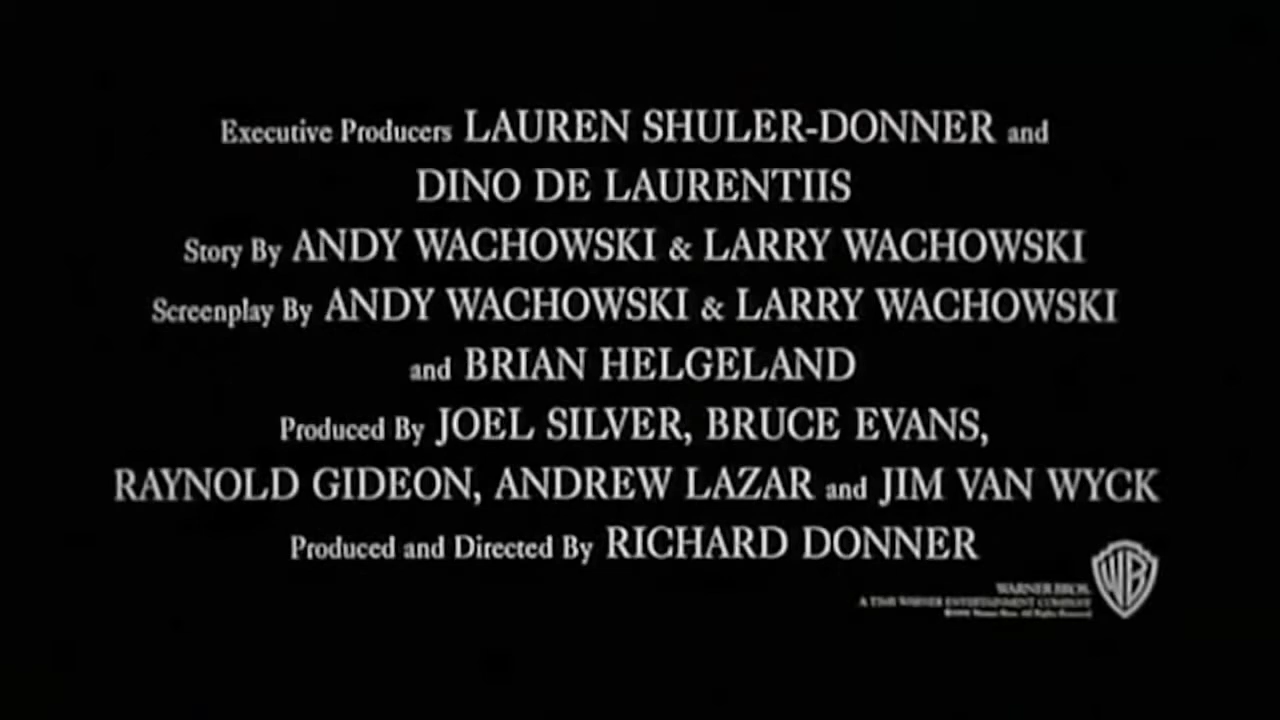 Executive Producers LAUREN SHULER-DONNER and
DINO DE LAURENTIIS
Story By ANDY WACHOWSKI & LARRY WACHOWSKI
Screenplay By ANDY WACHOWSKI & LARRY WACHOWSKI
and BRIAN HELGELAND
Produced By JOEL SILVER, BRUCE EVANS,
RAYNOLD GIDEON, ANDREW LAZAR and JIM VAN WYCK
Produced and Directed By RICHARD DONNER
WB
WARNER BROS.
A TIME WARNER ENTERTAINMENT COMPANY